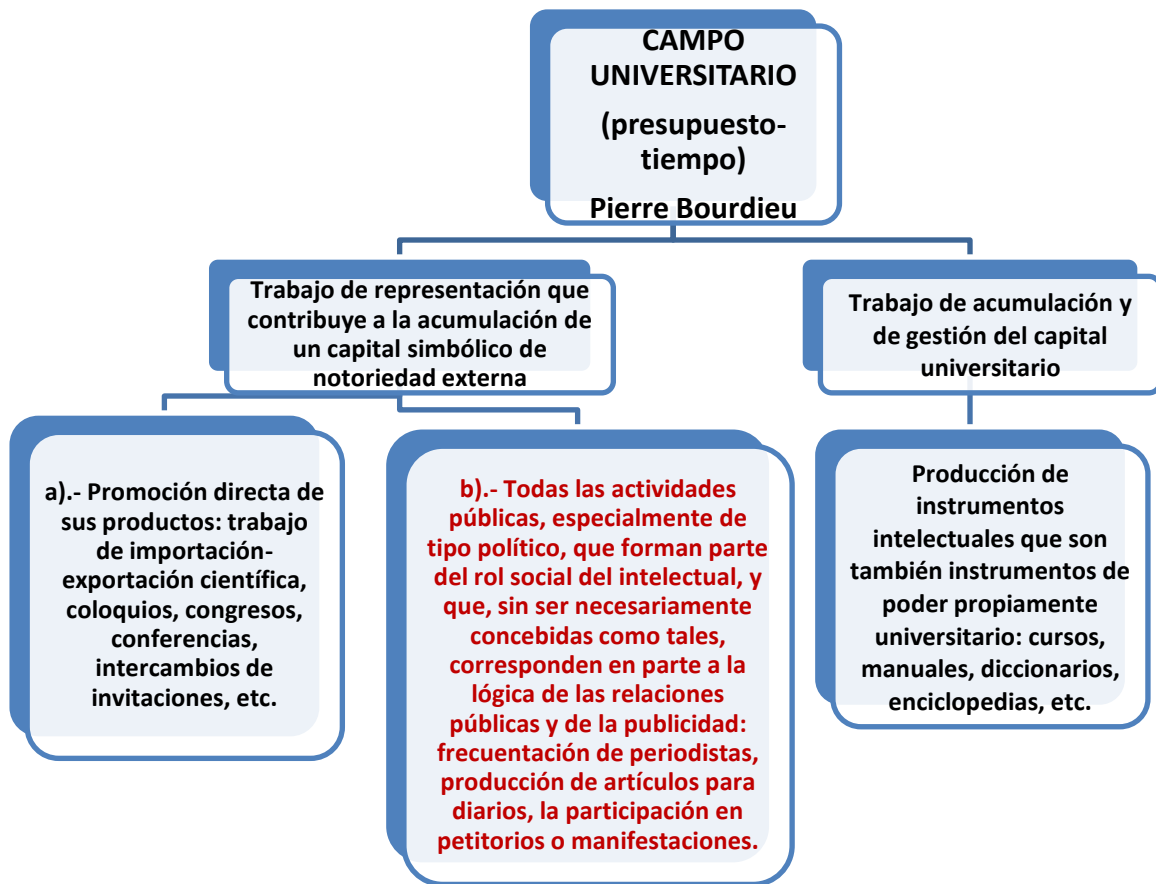 CAMPO
UNIVERSITARIO
(presupuesto-
tiempo)
Pierre Bourdieu
Trabajo de representación que
contribuye a la acumulación de
un capital simbólico de
notoriedad externa
Trabajo de acumulación y
de gestión del capital
universitario
a).- Promoción directa de
sus productos: trabajo
de importación-
exportación científica,
coloquios, congresos,
conferencias,
intercambios de
invitaciones, etc.
b).- Todas las actividades
públicas, especialmente de
tipo político, que forman parte
del rol social del intelectual, y
que, sin ser necesariamente
concebidas como tales,
corresponden en parte a la
lógica de las relaciones
públicas y de la publicidad:
frecuentación de periodistas,
producción de artículos para
diarios, la participación en
petitorios o manifestaciones.
Producción de
instrumentos
intelectuales que son
también instrumentos de
poder propiamente
universitario: cursos,
manuales, diccionarios,
enciclopedias, etc.